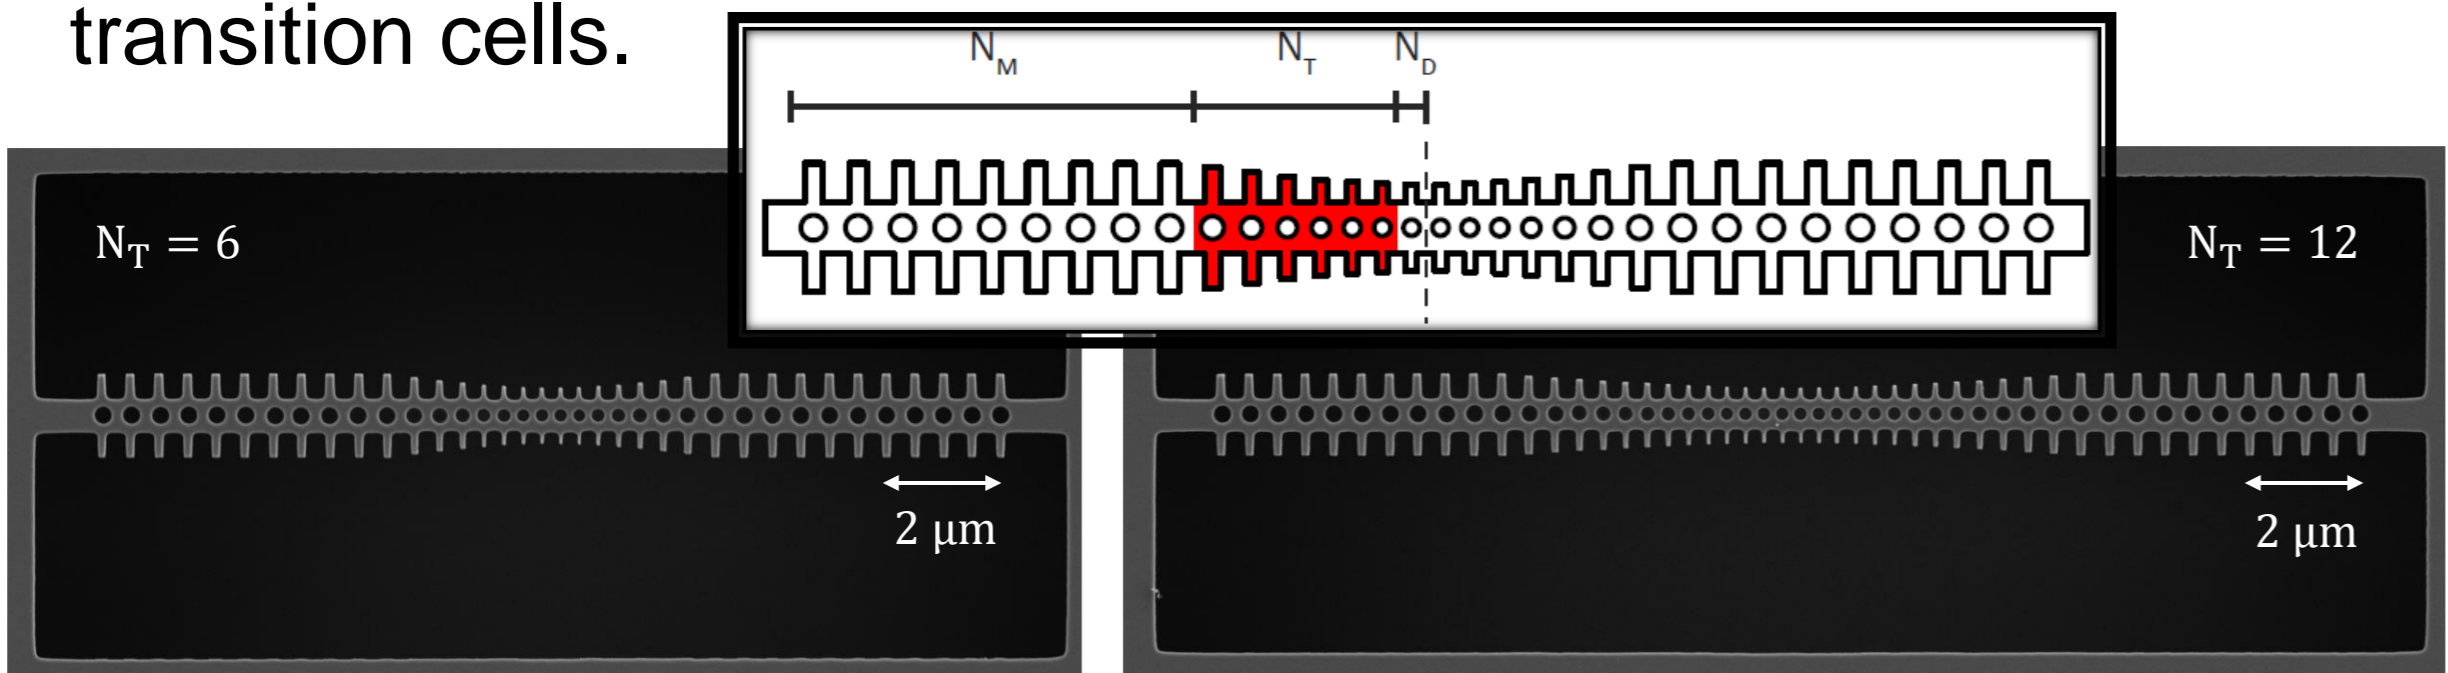 transition cells.
N_M N_T N_D
N_T = 6
N_T = 12
2 μm
2 μm